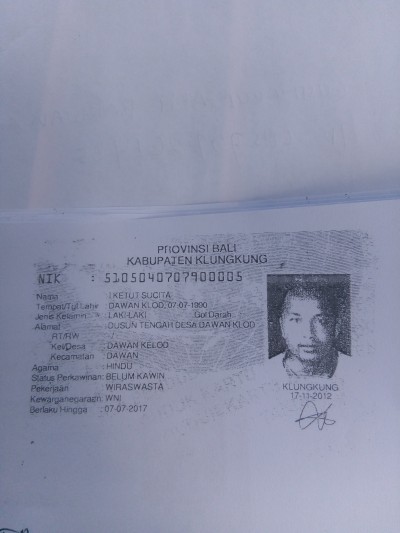 PROVINSI BALI
KABUPATEN KLUNGKUNG
NIK : 5105040707900005
Nama : I KETUT SUCITA
Tempat/Tgl Lahir : DAWAN KLOD, 07-07-1990
Jenis Kelamin : LAKI-LAKI Gol Darah
Alamat : DUSUN TENGAH DESA DAWAN KLOD
RT/RW :
Kel/Desa : DAWAN KELOD
Kecamatan : DAWAN
Agama : HINDU
Status Perkawinan: BELUM KAWIN
Pekerjaan : WIRASWASTA
Kewarganegaraan: WNI
Berlaku Hingga : 07-07-2017
KLUNGKUNG
17-11-2012